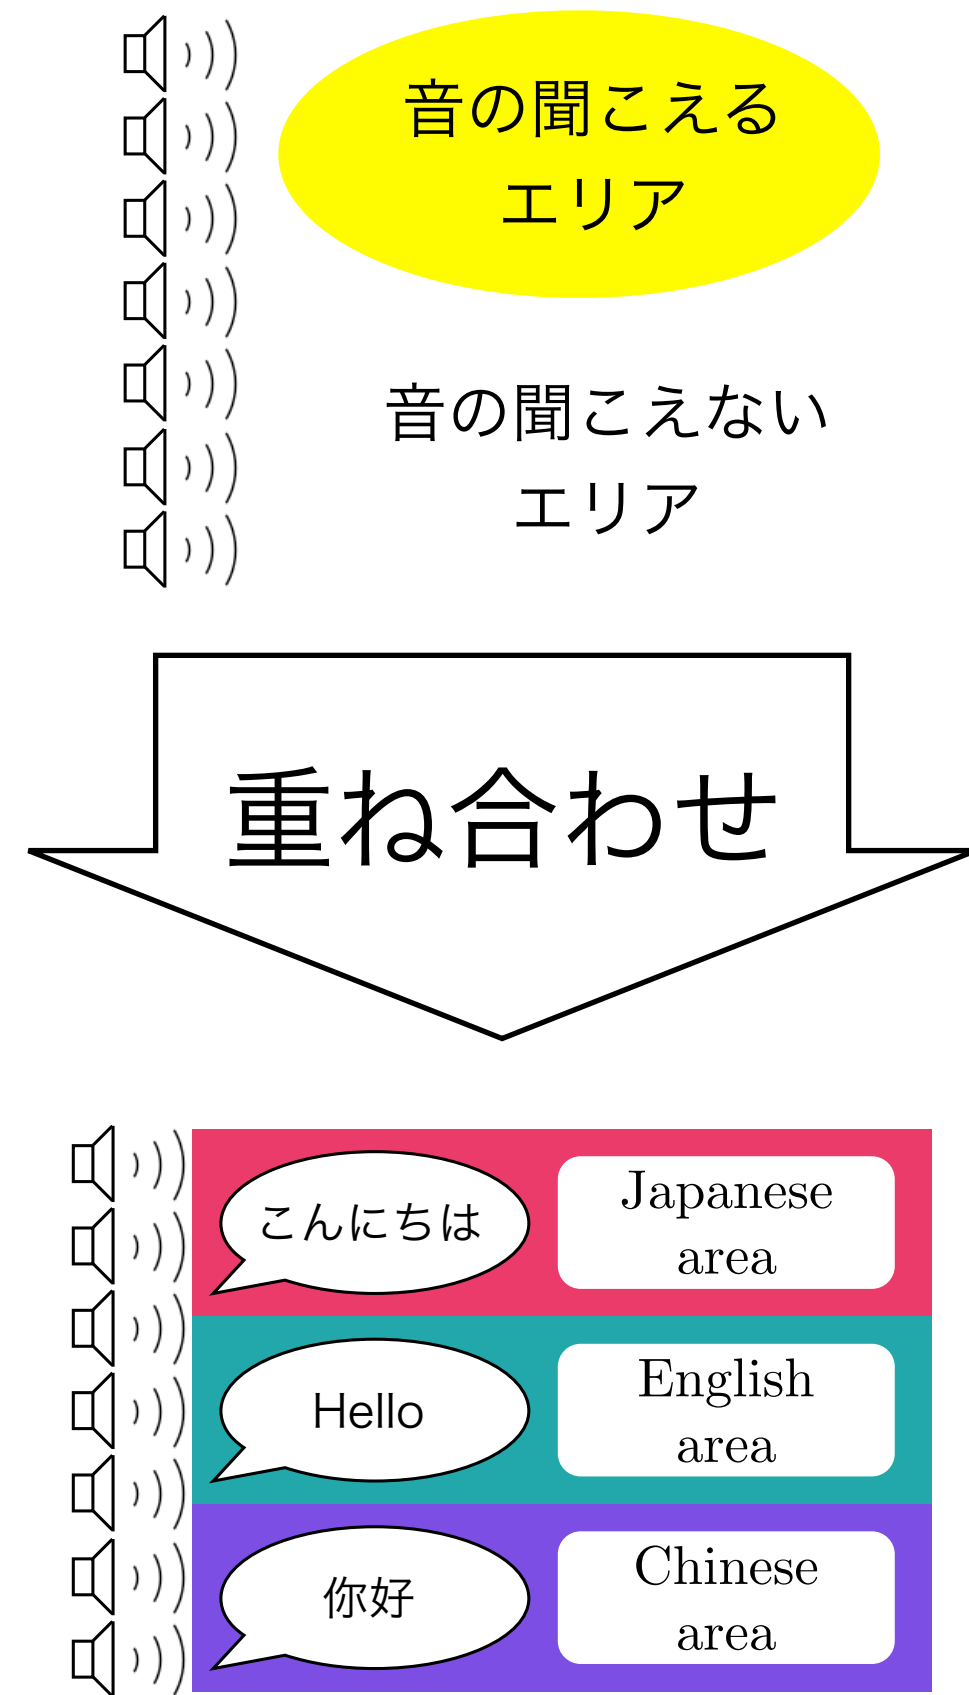 音の聞こえる
エリア
音の聞こえない
エリア
重ね合わせ
こんにちは
Japanese
area
Hello
English
area
你好
Chinese
area